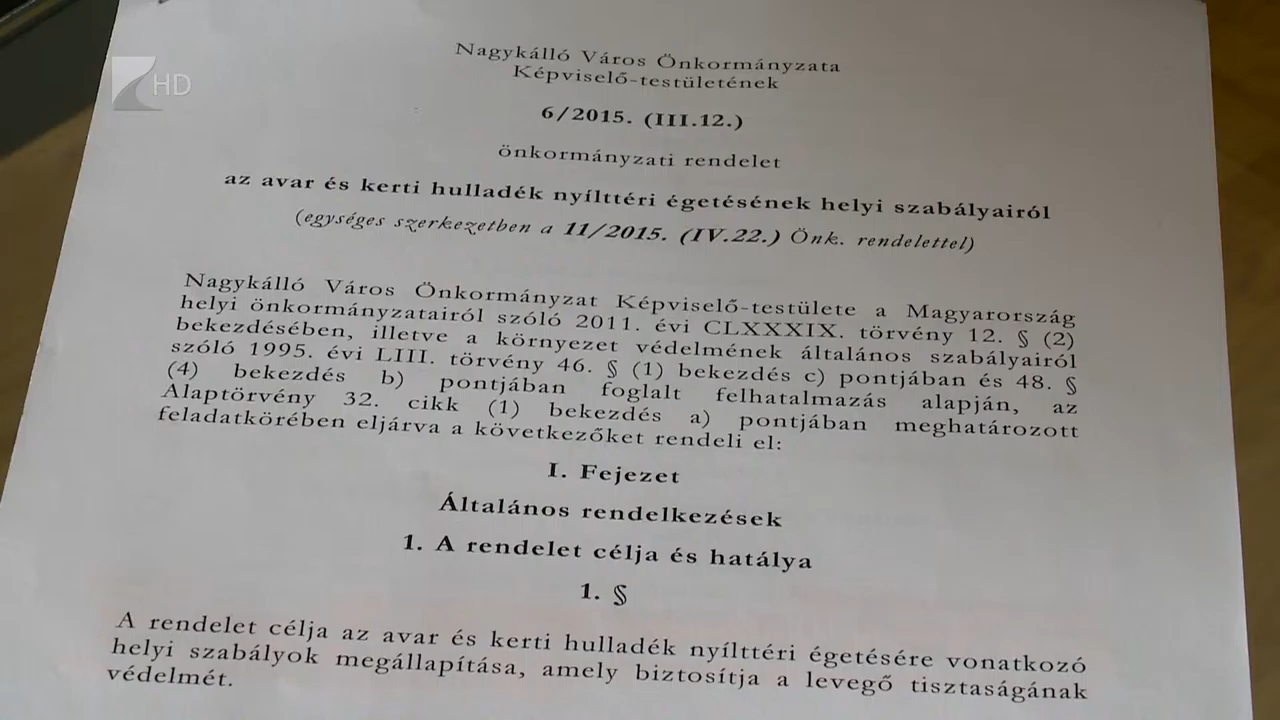 HD
Nagykálló Város Önkormányzata
Képviselő-testületének
6/2015. (III.12.)
önkormányzati rendelet
az avar és kerti hulladék nyílttéri égetésének helyi szabályairól
(egységes szerkezetben a 11/2015. (IV.22.) Önk. rendelettel)
Nagykálló Város Önkormányzat Képviselő-testülete a Magyarország
helyi önkormányzatairól szóló 2011. évi CLXXXIX. törvény 12. § (2)
bekezdésében, illetve a környezet védelmének általános szabályairól
szóló 1995. évi LIII. törvény 46. § (1) bekezdés c) pontjában és 48. §
(4) bekezdés b) pontjában foglalt felhatalmazás alapján, az
Alaptörvény 32. cikk (1) bekezdés a) pontjában meghatározott
feladatkörében eljárva a következőket rendeli el:
I. Fejezet
Általános rendelkezések
1. A rendelet célja és hatálya
1. §
A rendelet célja az avar és kerti hulladék nyílttéri égetésére vonatkozó
helyi szabályok megállapítása, amely biztosítja a levegő tisztaságának
védelmét.